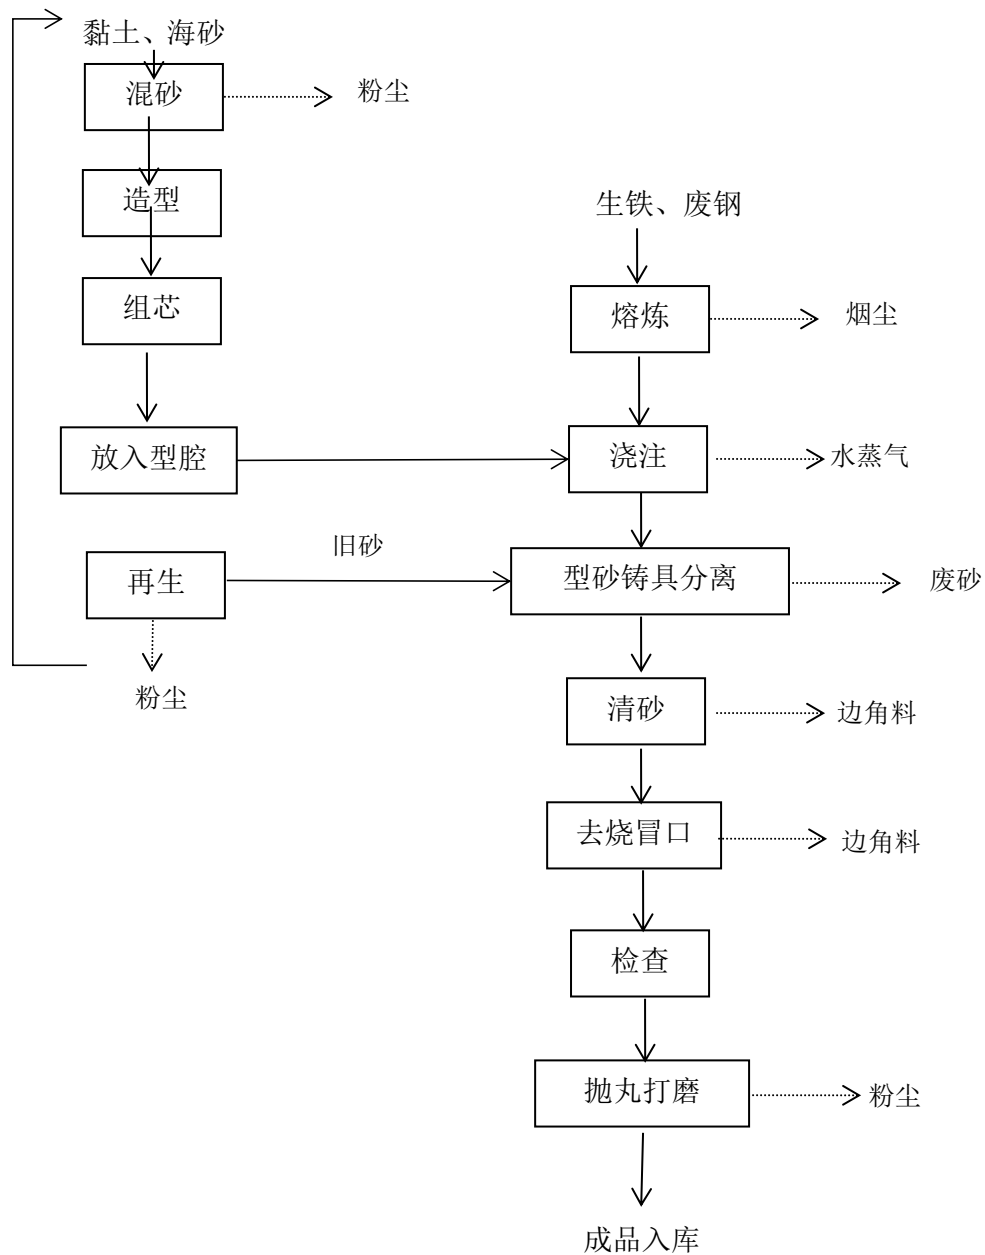 黏土、海砂
混砂
粉尘
造型
生铁、废钢
组芯
熔炼
烟尘
放入型腔
浇注
水蒸气
旧砂
再生
型砂铸具分离
废砂
粉尘
清砂
边角料
去烧冒口
边角料
检查
抛丸打磨
粉尘
成品入库